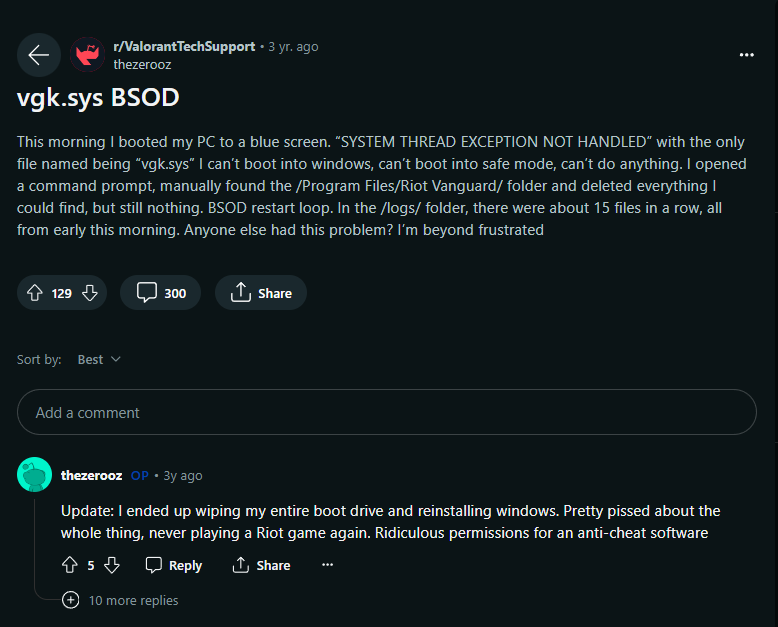 r/ValorantTechSupport • 3 yr. ago
thezerooz
vgk.sys BSOD
This morning I booted my PC to a blue screen. “SYSTEM THREAD EXCEPTION NOT HANDLED” with the only
file named being “vgk.sys” I can’t boot into windows, can’t boot into safe mode, can’t do anything. I opened
a command prompt, manually found the /Program Files/Riot Vanguard/ folder and deleted everything I
could find, but still nothing. BSOD restart loop. In the /logs/ folder, there were about 15 files in a row, all
from early this morning. Anyone else had this problem? I’m beyond frustrated
129 300 Share
Sort by: Best
Add a comment
thezerooz OP • 3y ago
Update: I ended up wiping my entire boot drive and reinstalling windows. Pretty pissed about the
whole thing, never playing a Riot game again. Ridiculous permissions for an anti-cheat software
5 Reply Share
10 more replies